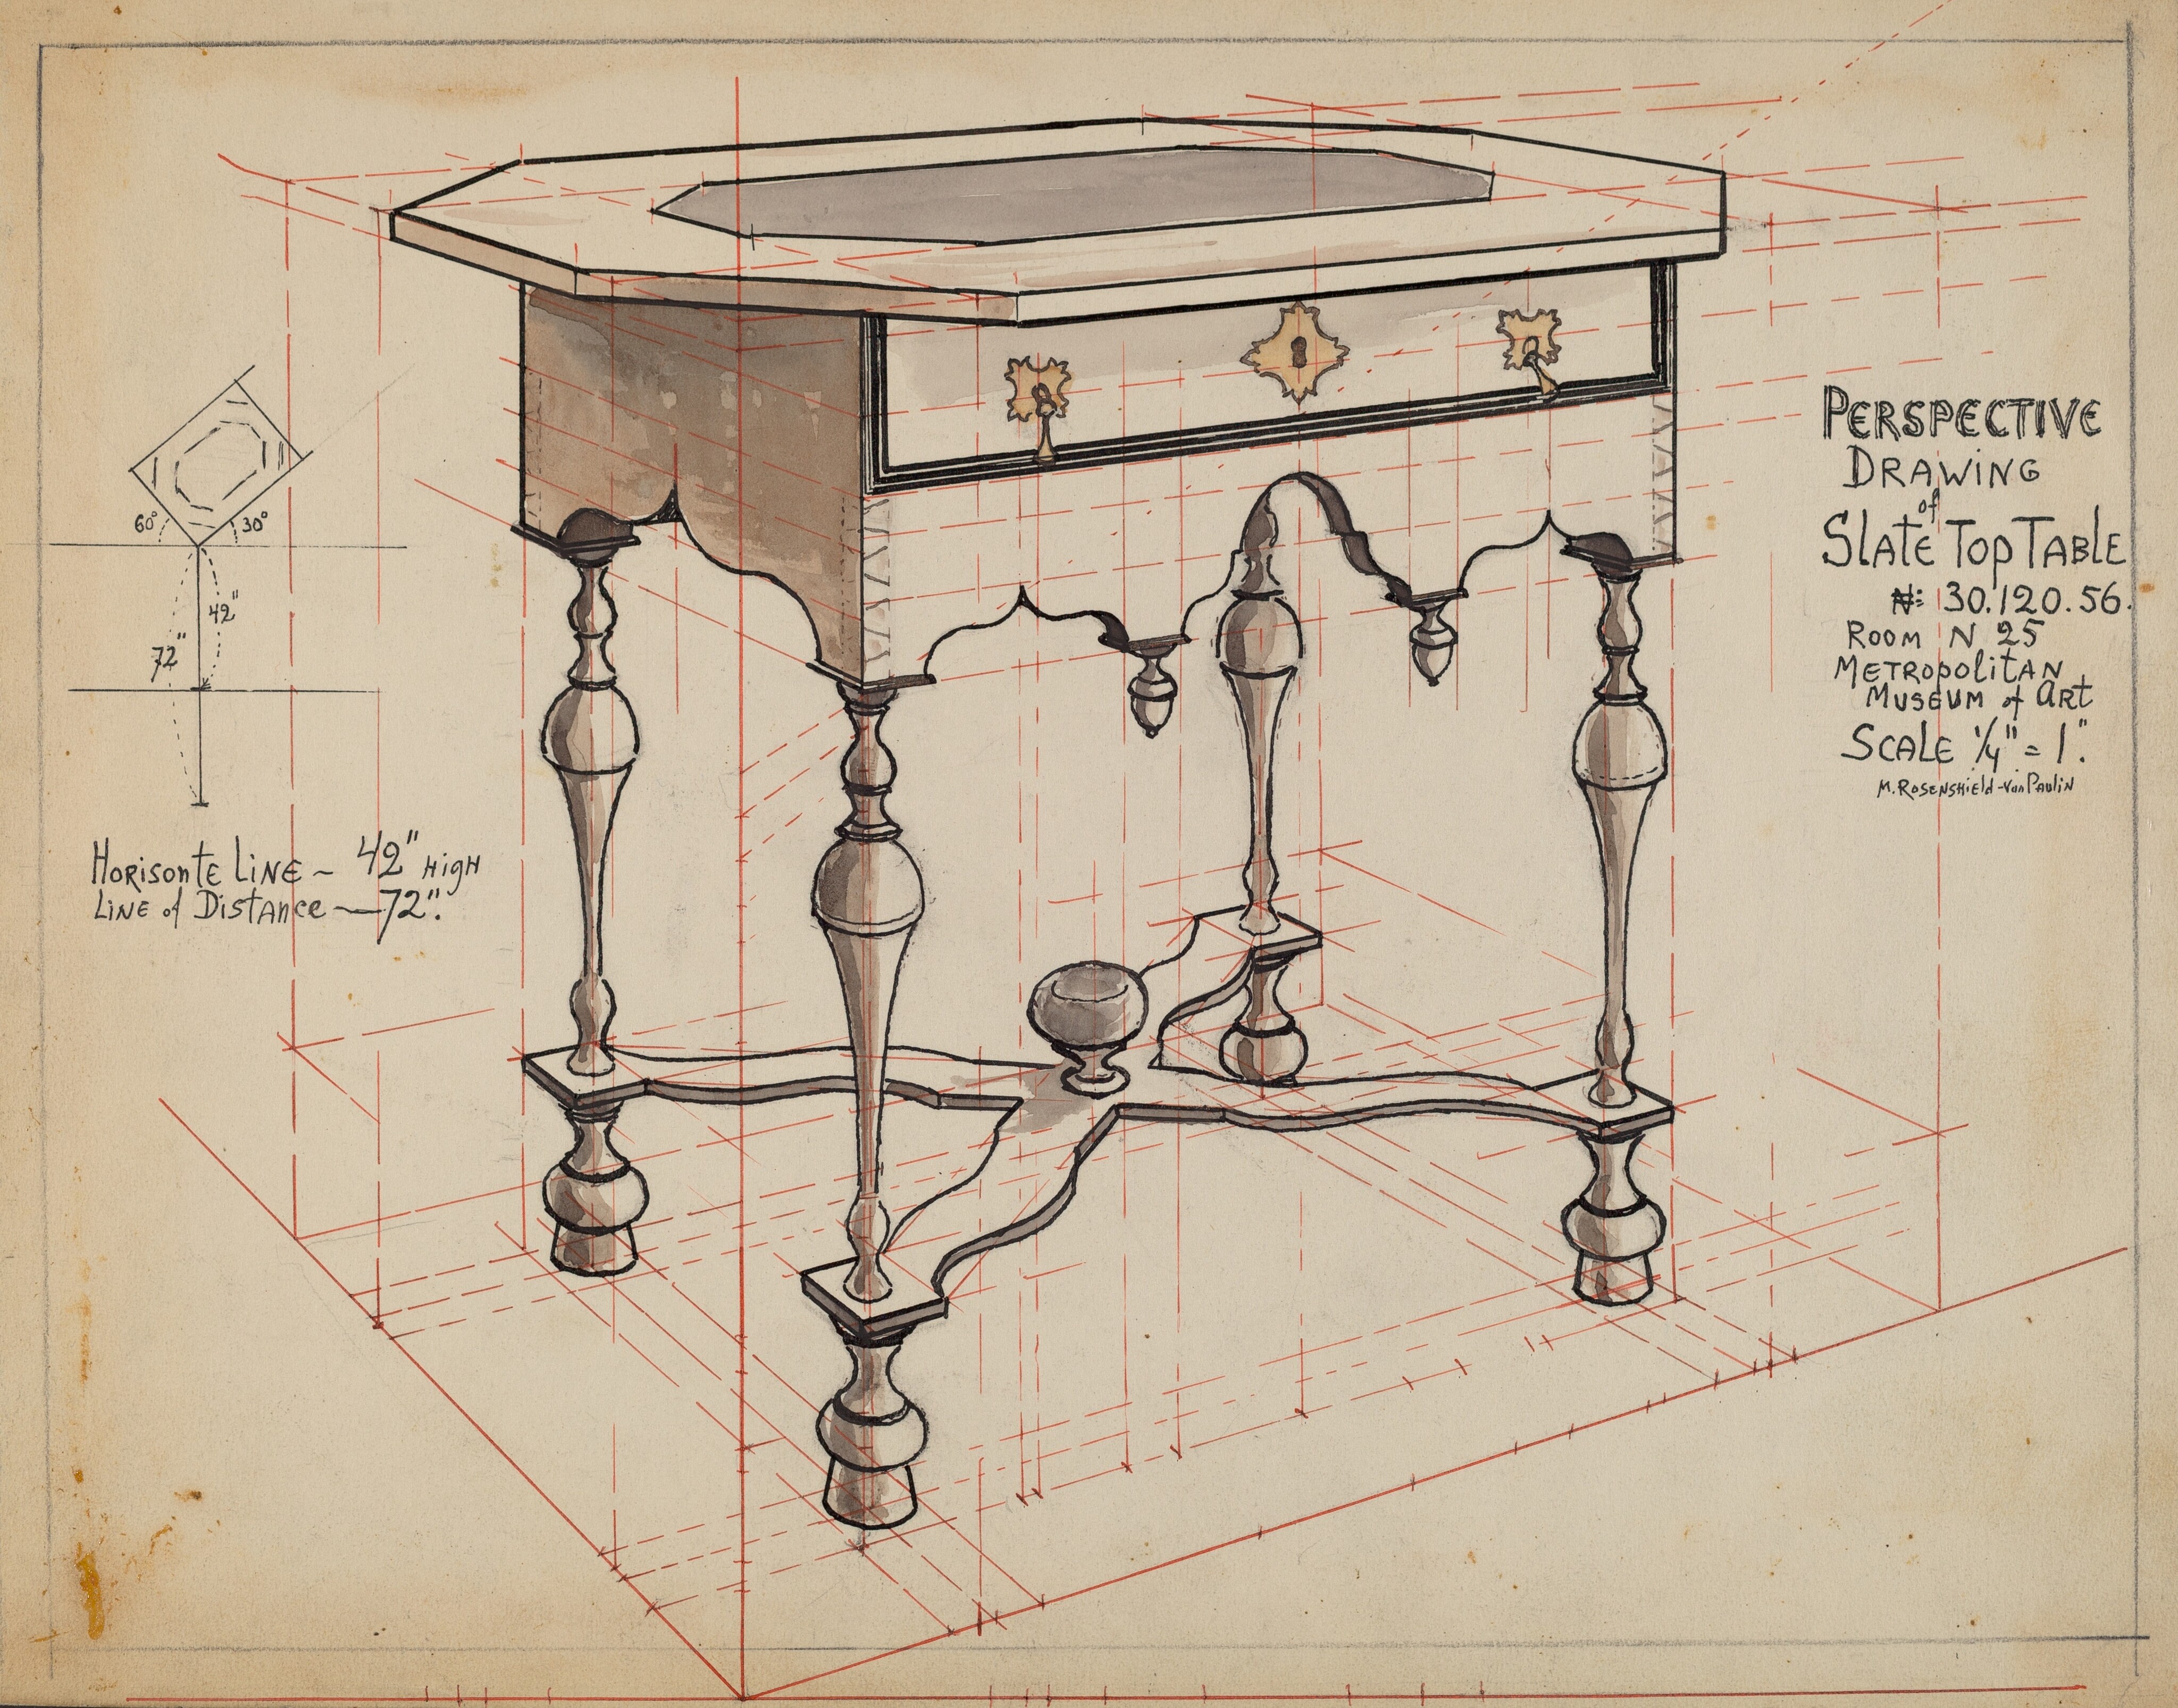 60° 30°
42"
72"
Horisonte Line ~ 42" High
Line of Distance — 72".
Perspective
Drawing
of
Slate Top Table
№ 30.120.56.
Room N 25
Metropolitan
Museum of Art
Scale 1/4" = 1".
M. Rosenshield-von Paulin